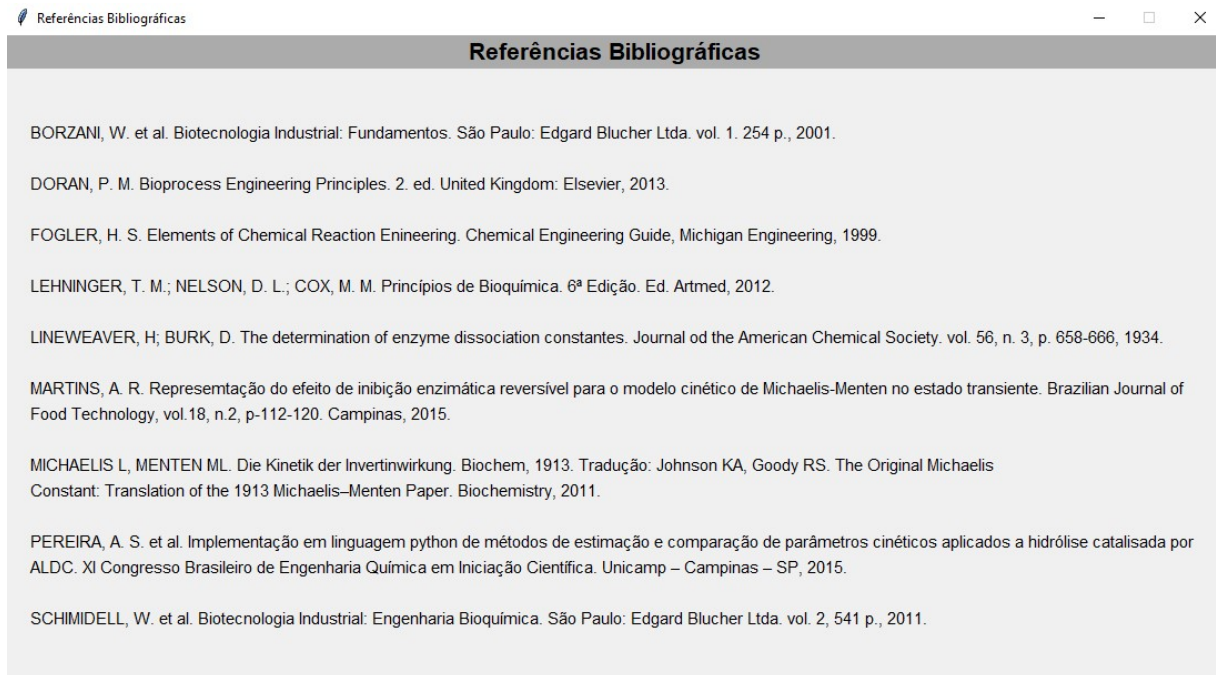 Referências Bibliográficas
Referências Bibliográficas
BORZANI, W. et al. Biotecnologia Industrial: Fundamentos. São Paulo: Edgard Blucher Ltda. vol. 1. 254 p., 2001.
DORAN, P. M. Bioprocess Engineering Principles. 2. ed. United Kingdom: Elsevier, 2013.
FOGLER, H. S. Elements of Chemical Reaction Enineering. Chemical Engineering Guide, Michigan Engineering, 1999.
LEHNINGER, T. M.; NELSON, D. L.; COX, M. M. Princípios de Bioquímica. 6ª Edição. Ed. Artmed, 2012.
LINEWEAVER, H; BURK, D. The determination of enzyme dissociation constantes. Journal od the American Chemical Society. vol. 56, n. 3, p. 658-666, 1934.
MARTINS, A. R. Represemtação do efeito de inibição enzimática reversível para o modelo cinético de Michaelis-Menten no estado transiente. Brazilian Journal of
Food Technology, vol.18, n.2, p-112-120. Campinas, 2015.
MICHAELIS L, MENTEN ML. Die Kinetik der Invertinwirkung. Biochem, 1913. Tradução: Johnson KA, Goody RS. The Original Michaelis
Constant: Translation of the 1913 Michaelis–Menten Paper. Biochemistry, 2011.
PEREIRA, A. S. et al. Implementação em linguagem python de métodos de estimação e comparação de parâmetros cinéticos aplicados a hidrólise catalisada por
ALDC. XI Congresso Brasileiro de Engenharia Química em Iniciação Científica. Unicamp – Campinas – SP, 2015.
SCHIMIDELL, W. et al. Biotecnologia Industrial: Engenharia Bioquímica. São Paulo: Edgard Blucher Ltda. vol. 2, 541 p., 2011.